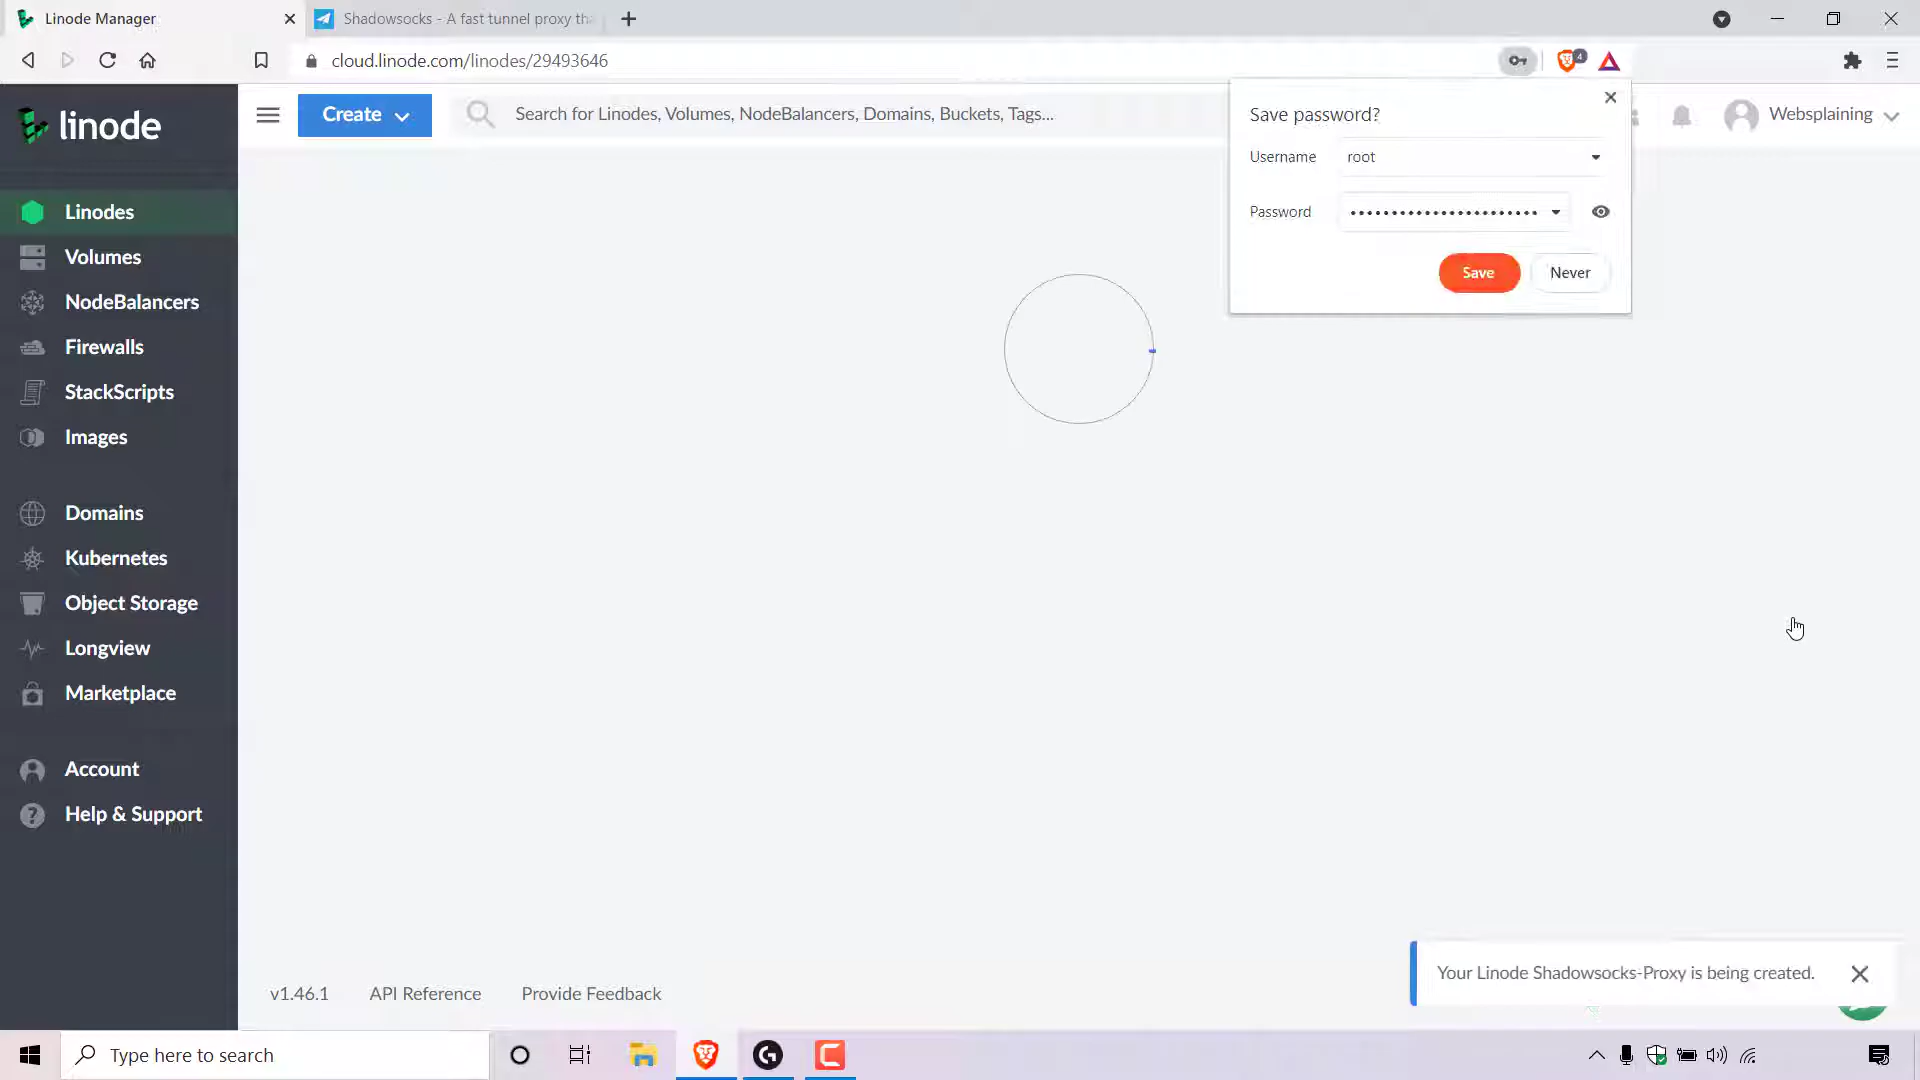 Linode Manager
Shadowsocks - A fast tunnel proxy tha
cloud.linode.com/linodes/29493646
4
linode
Create
Search for Linodes, Volumes, NodeBalancers, Domains, Buckets, Tags...
Websplaining
Save password?
Username
root
Password
Save
Never
Linodes
Volumes
NodeBalancers
Firewalls
StackScripts
Images
Domains
Kubernetes
Object Storage
Longview
Marketplace
Account
Help & Support
Your Linode Shadowsocks-Proxy is being created.
v1.46.1
API Reference
Provide Feedback
Type here to search